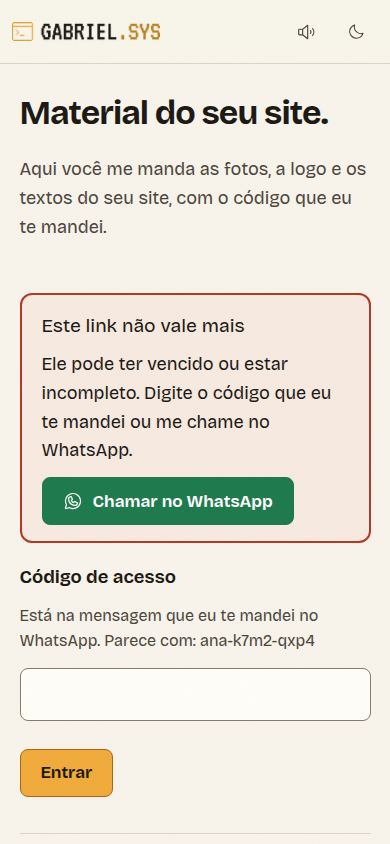 GABRIEL.SYS
Material do seu site.
Aqui você me manda as fotos, a logo e os
textos do seu site, com o código que eu
te mandei.
Este link não vale mais
Ele pode ter vencido ou estar
incompleto. Digite o código que eu
te mandei ou me chame no
WhatsApp.
Chamar no WhatsApp
Código de acesso
Está na mensagem que eu te mandei no
WhatsApp. Parece com: ana-k7m2-qxp4
Entrar